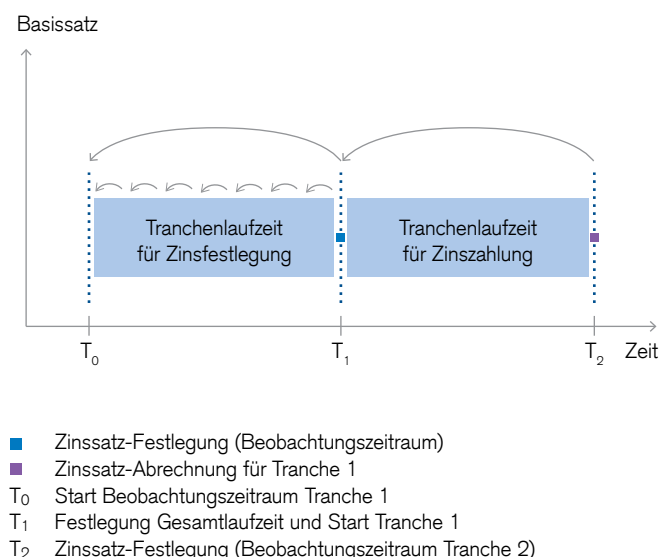 Basissatz
Tranchenlaufzeit
für Zinsfestlegung
Tranchenlaufzeit
für Zinszahlung
T₀ T₁ T₂ Zeit
Zinssatz-Festlegung (Beobachtungszeitraum)
Zinssatz-Abrechnung für Tranche 1
T₀ Start Beobachtungszeitraum Tranche 1
T₁ Festlegung Gesamtlaufzeit und Start Tranche 1
T₂ Zinssatz-Festlegung (Beobachtungszeitraum Tranche 2)